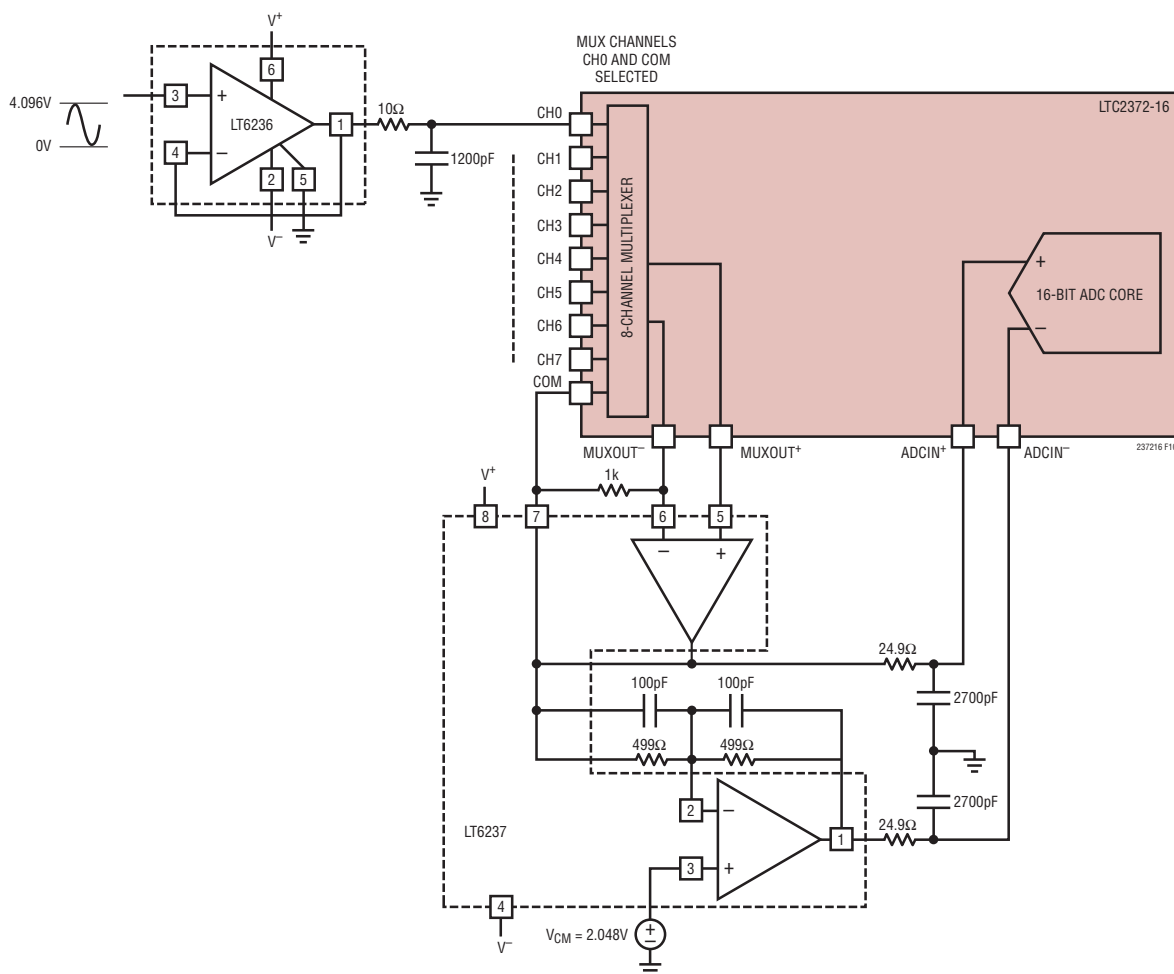 V+
MUX CHANNELS
CH0 AND COM
SELECTED
LTC2372-16
6
4.096V
0V
3
+
LT6236
1
10Ω
4
–
2
5
V–
1200pF
CH0
CH1
CH2
CH3
CH4
CH5
CH6
CH7
COM
8-CHANNEL MULTIPLEXER
+
16-BIT ADC CORE
–
MUXOUT–
MUXOUT+
ADCIN+
ADCIN–
237216 F10
V+
1k
8
7
6
5
–
+
24.9Ω
100pF
100pF
2700pF
499Ω
499Ω
2700pF
2
–
LT6237
1
24.9Ω
3
+
4
V–
VCM = 2.048V
+
–